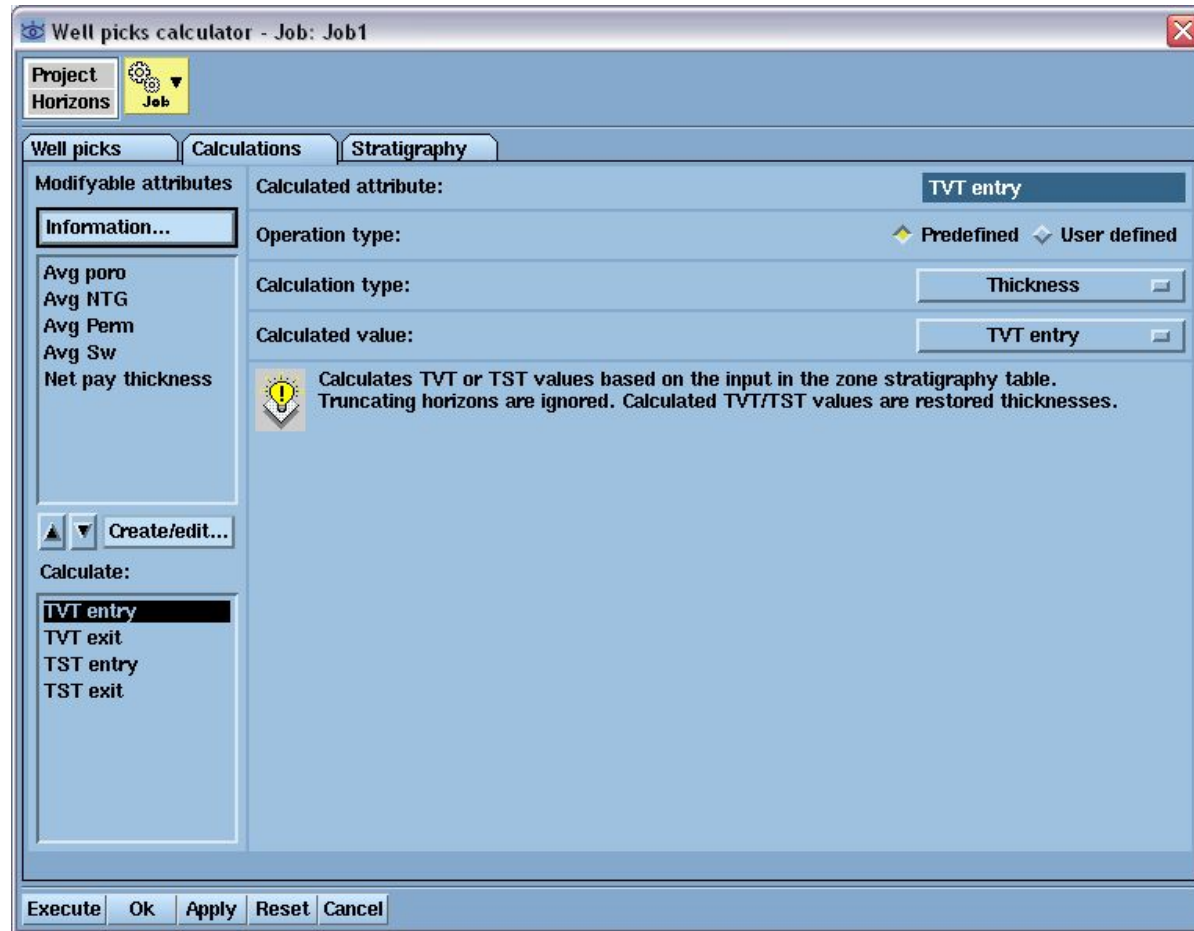 Well picks calculator - Job: Job1
Project
Horizons
Job
Well picks
Calculations
Stratigraphy
Modifyable attributes
Information...
Avg poro
Avg NTG
Avg Perm
Avg Sw
Net pay thickness
Create/edit...
Calculate:
TVT entry
TVT exit
TST entry
TST exit
Calculated attribute: TVT entry
Operation type: Predefined User defined
Calculation type: Thickness
Calculated value: TVT entry
Calculates TVT or TST values based on the input in the zone stratigraphy table.
Truncating horizons are ignored. Calculated TVT/TST values are restored thicknesses.
Execute Ok Apply Reset Cancel